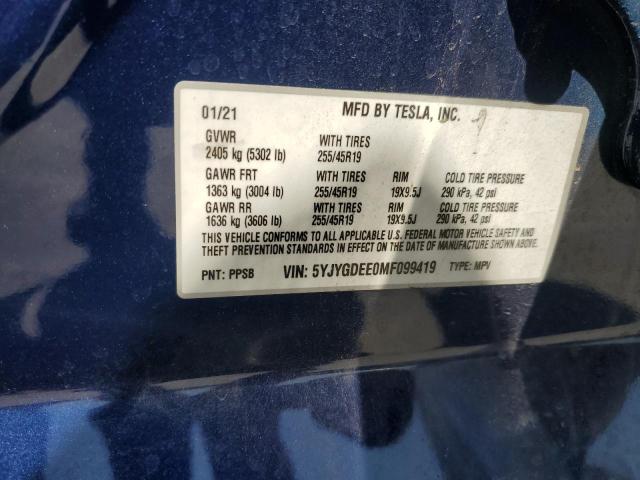 01/21 MFD BY TESLA, INC.
GVWR WITH TIRES
2405 kg (5302 lb) 255/45R19
GAWR FRT WITH TIRES RIM COLD TIRE PRESSURE
1363 kg (3004 lb) 255/45R19 19X9.5J 290 kPa, 42 psi
GAWR RR WITH TIRES RIM COLD TIRE PRESSURE
1636 kg (3606 lb) 255/45R19 19X9.5J 290 kPa, 42 psi
THIS VEHICLE CONFORMS TO ALL APPLICABLE U.S. FEDERAL MOTOR VEHICLE SAFETY AND
THEFT PREVENTION STANDARDS IN EFFECT ON THE DATE OF MANUFACTURE SHOWN ABOVE.
PNT: PPSB VIN: 5YJYGDEE0MF099419 TYPE: MPV